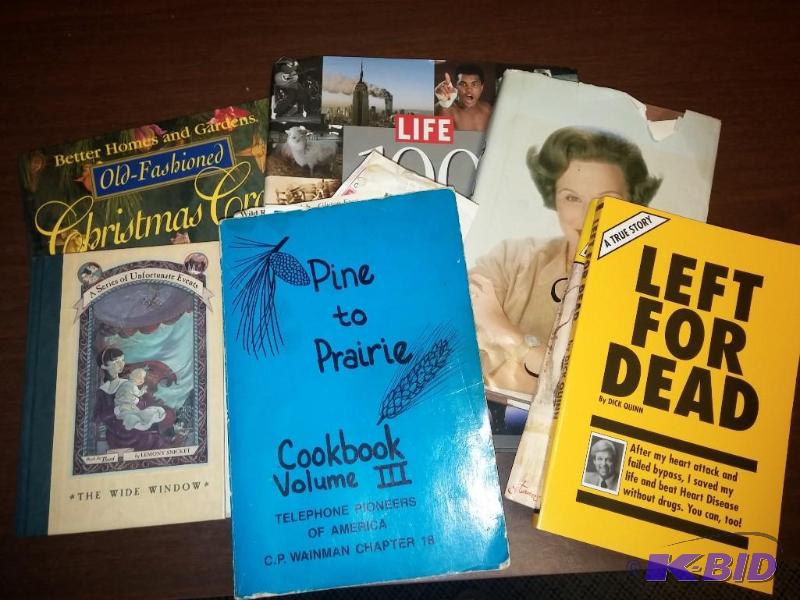 Better Homes and Gardens
Old-Fashioned
Christmas Cra
LIFE
100
A Series of Unfortunate Events
Book the Third
by LEMONY SNICKET
* THE WIDE WINDOW *
Pine
to
Prairie
Cookbook
Volume III
TELEPHONE PIONEERS
OF AMERICA
C.P. WAINMAN CHAPTER 18
A TRUE STORY
LEFT
FOR
DEAD
By DICK QUINN
After my heart attack and
failed bypass, I saved my
life and beat Heart Disease
without drugs. You can, too!
K-BID